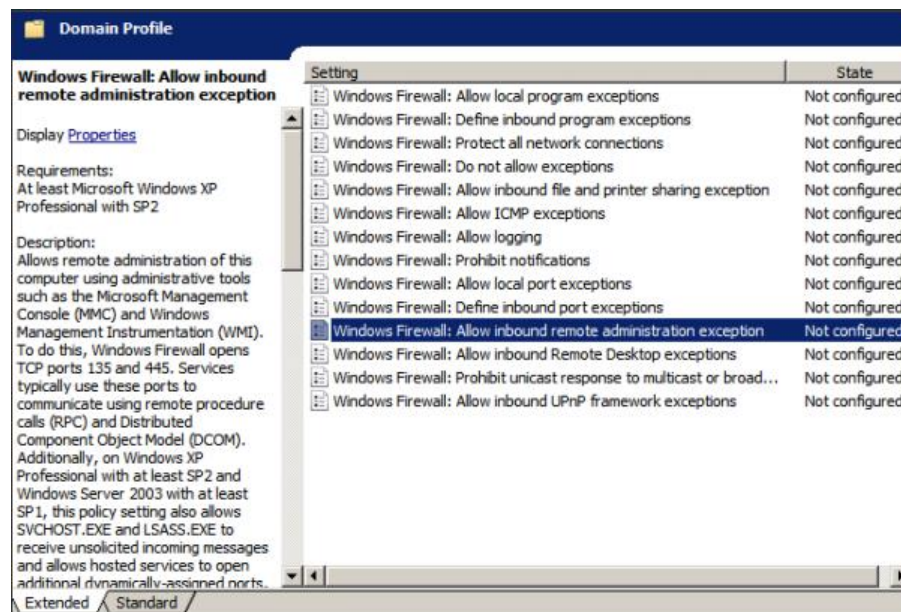 Domain Profile
Windows Firewall: Allow inbound
remote administration exception
Display Properties
Requirements:
At least Microsoft Windows XP
Professional with SP2
Description:
Allows remote administration of this
computer using administrative tools
such as the Microsoft Management
Console (MMC) and Windows
Management Instrumentation (WMI).
To do this, Windows Firewall opens
TCP ports 135 and 445. Services
typically use these ports to
communicate using remote procedure
calls (RPC) and Distributed
Component Object Model (DCOM).
Additionally, on Windows XP
Professional with at least SP2 and
Windows Server 2003 with at least
SP1, this policy setting also allows
SVCHOST.EXE and LSASS.EXE to
receive unsolicited incoming messages
and allows hosted services to open
additional dynamically-assigned ports.
Setting State
Windows Firewall: Allow local program exceptions Not configured
Windows Firewall: Define inbound program exceptions Not configured
Windows Firewall: Protect all network connections Not configured
Windows Firewall: Do not allow exceptions Not configured
Windows Firewall: Allow inbound file and printer sharing exception Not configured
Windows Firewall: Allow ICMP exceptions Not configured
Windows Firewall: Allow logging Not configured
Windows Firewall: Prohibit notifications Not configured
Windows Firewall: Allow local port exceptions Not configured
Windows Firewall: Define inbound port exceptions Not configured
Windows Firewall: Allow inbound remote administration exception Not configured
Windows Firewall: Allow inbound Remote Desktop exceptions Not configured
Windows Firewall: Prohibit unicast response to multicast or broad... Not configured
Windows Firewall: Allow inbound UPnP framework exceptions Not configured
Extended Standard